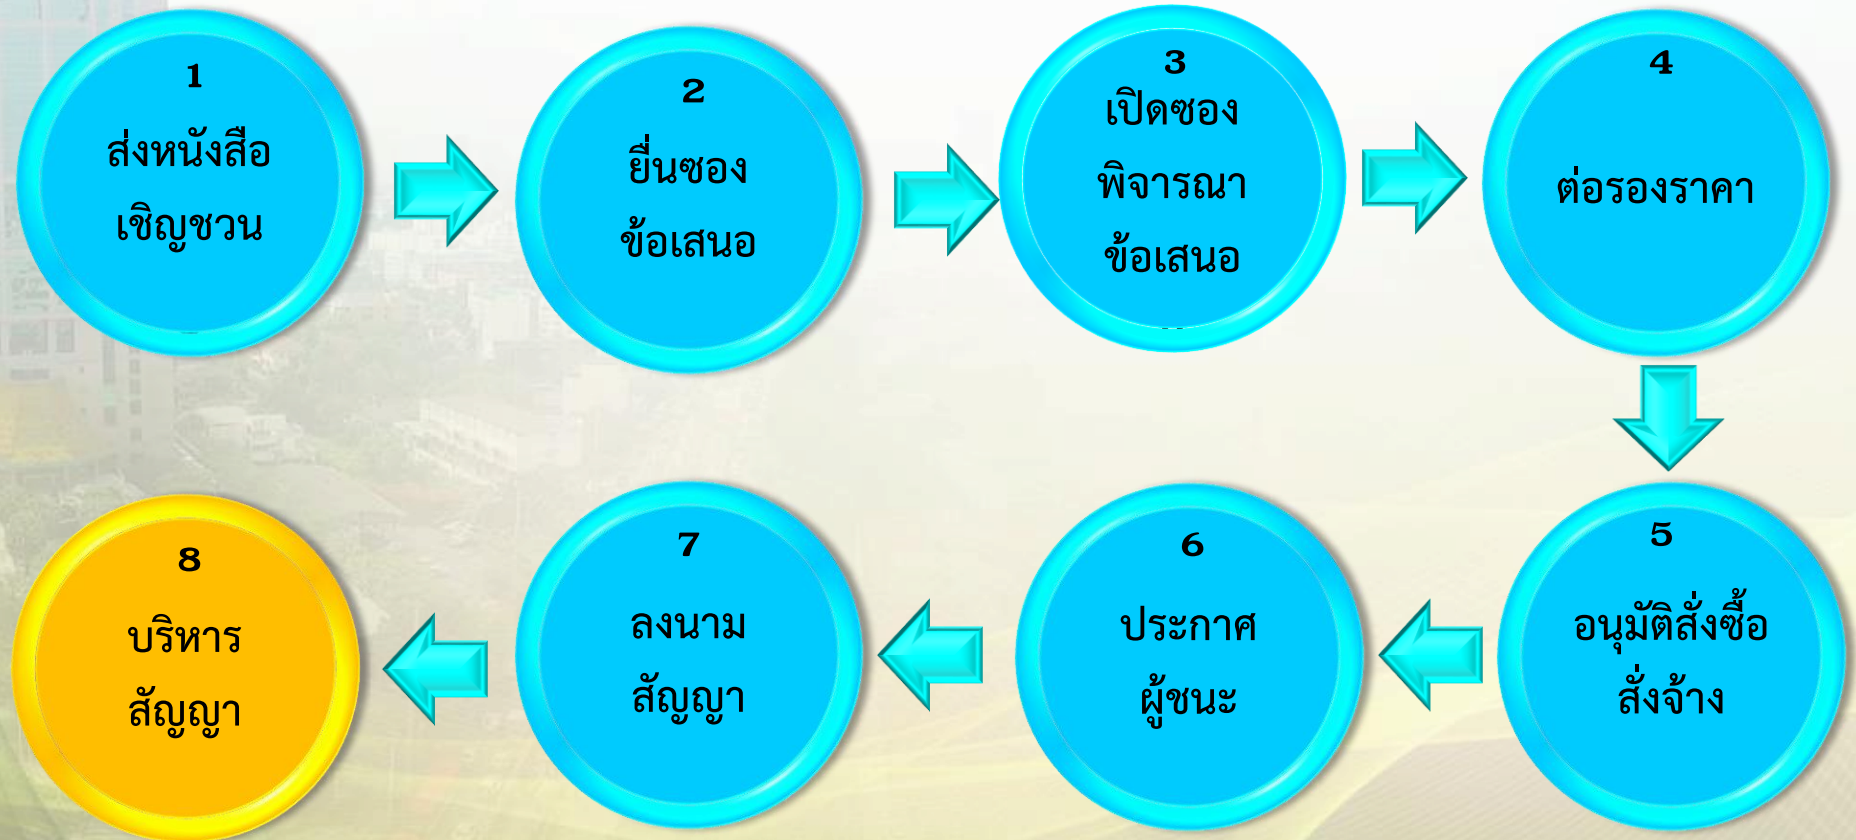 1
ส่งหนังสือ
เชิญชวน
2
ยื่นซอง
ข้อเสนอ
3
เปิดซอง
พิจารณา
ข้อเสนอ
4
ต่อรองราคา
5
อนุมัติสั่งซื้อ
สั่งจ้าง
6
ประกาศ
ผู้ชนะ
7
ลงนาม
สัญญา
8
บริหาร
สัญญา